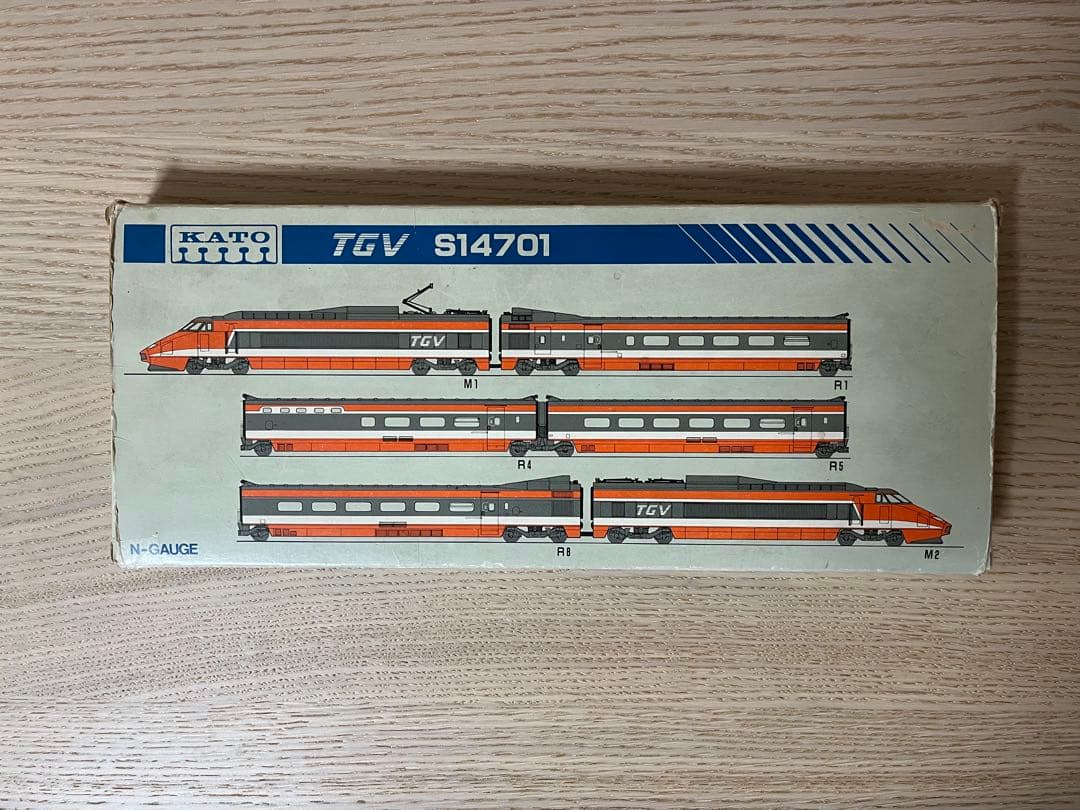 KATO TGV S14701
TGV
M1 R1
R4 R5
TGV
N-GAUGE R8 M2